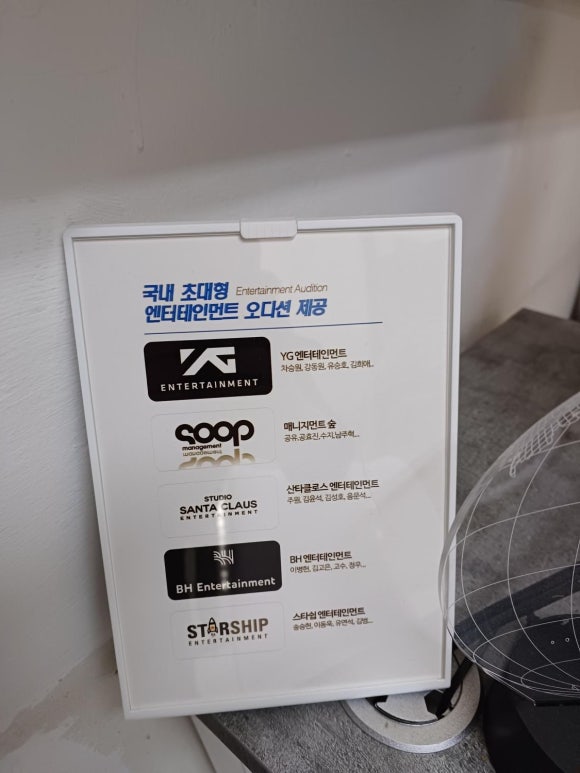 국내 초대형 Entertainment Audition
엔터테인먼트 오디션 제공
YG
ENTERTAINMENT
YG 엔터테인먼트
차승원, 강동원, 유승호, 김희애...
soop
management
매니지먼트 숲
공유,공효진,수지,남주혁...
STUDIO
SANTA CLAUS
ENTERTAINMENT
산타클로스 엔터테인먼트
주원, 김윤석, 김성호, 음문석...
BH Entertainment
BH 엔터테인먼트
이병헌, 김고은, 고수, 정우...
STARSHIP
ENTERTAINMENT
스타쉽 엔터테인먼트
송승헌, 이동욱, 유연석, 김범...